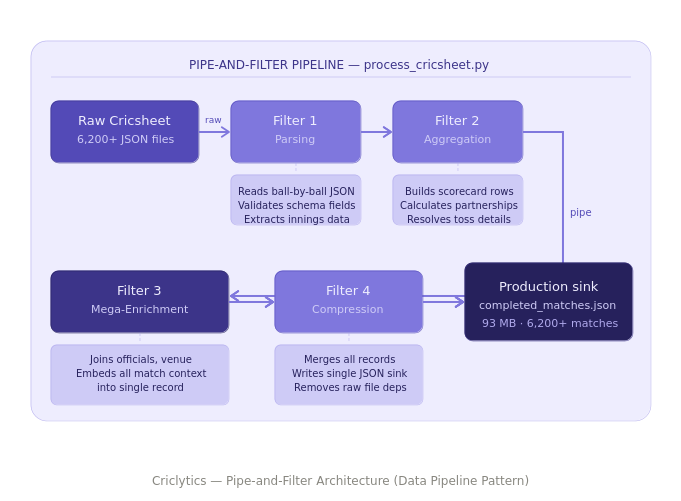 PIPE-AND-FILTER PIPELINE — process_cricsheet.py
Raw Cricsheet
6,200+ JSON files
raw
Filter 1
Parsing
Filter 2
Aggregation
Reads ball-by-ball JSON
Validates schema fields
Extracts innings data
Builds scorecard rows
Calculates partnerships
Resolves toss details
pipe
Filter 3
Mega-Enrichment
Filter 4
Compression
Production sink
completed_matches.json
93 MB · 6,200+ matches
Joins officials, venue
Embeds all match context
into single record
Merges all records
Writes single JSON sink
Removes raw file deps
Criclytics — Pipe-and-Filter Architecture (Data Pipeline Pattern)